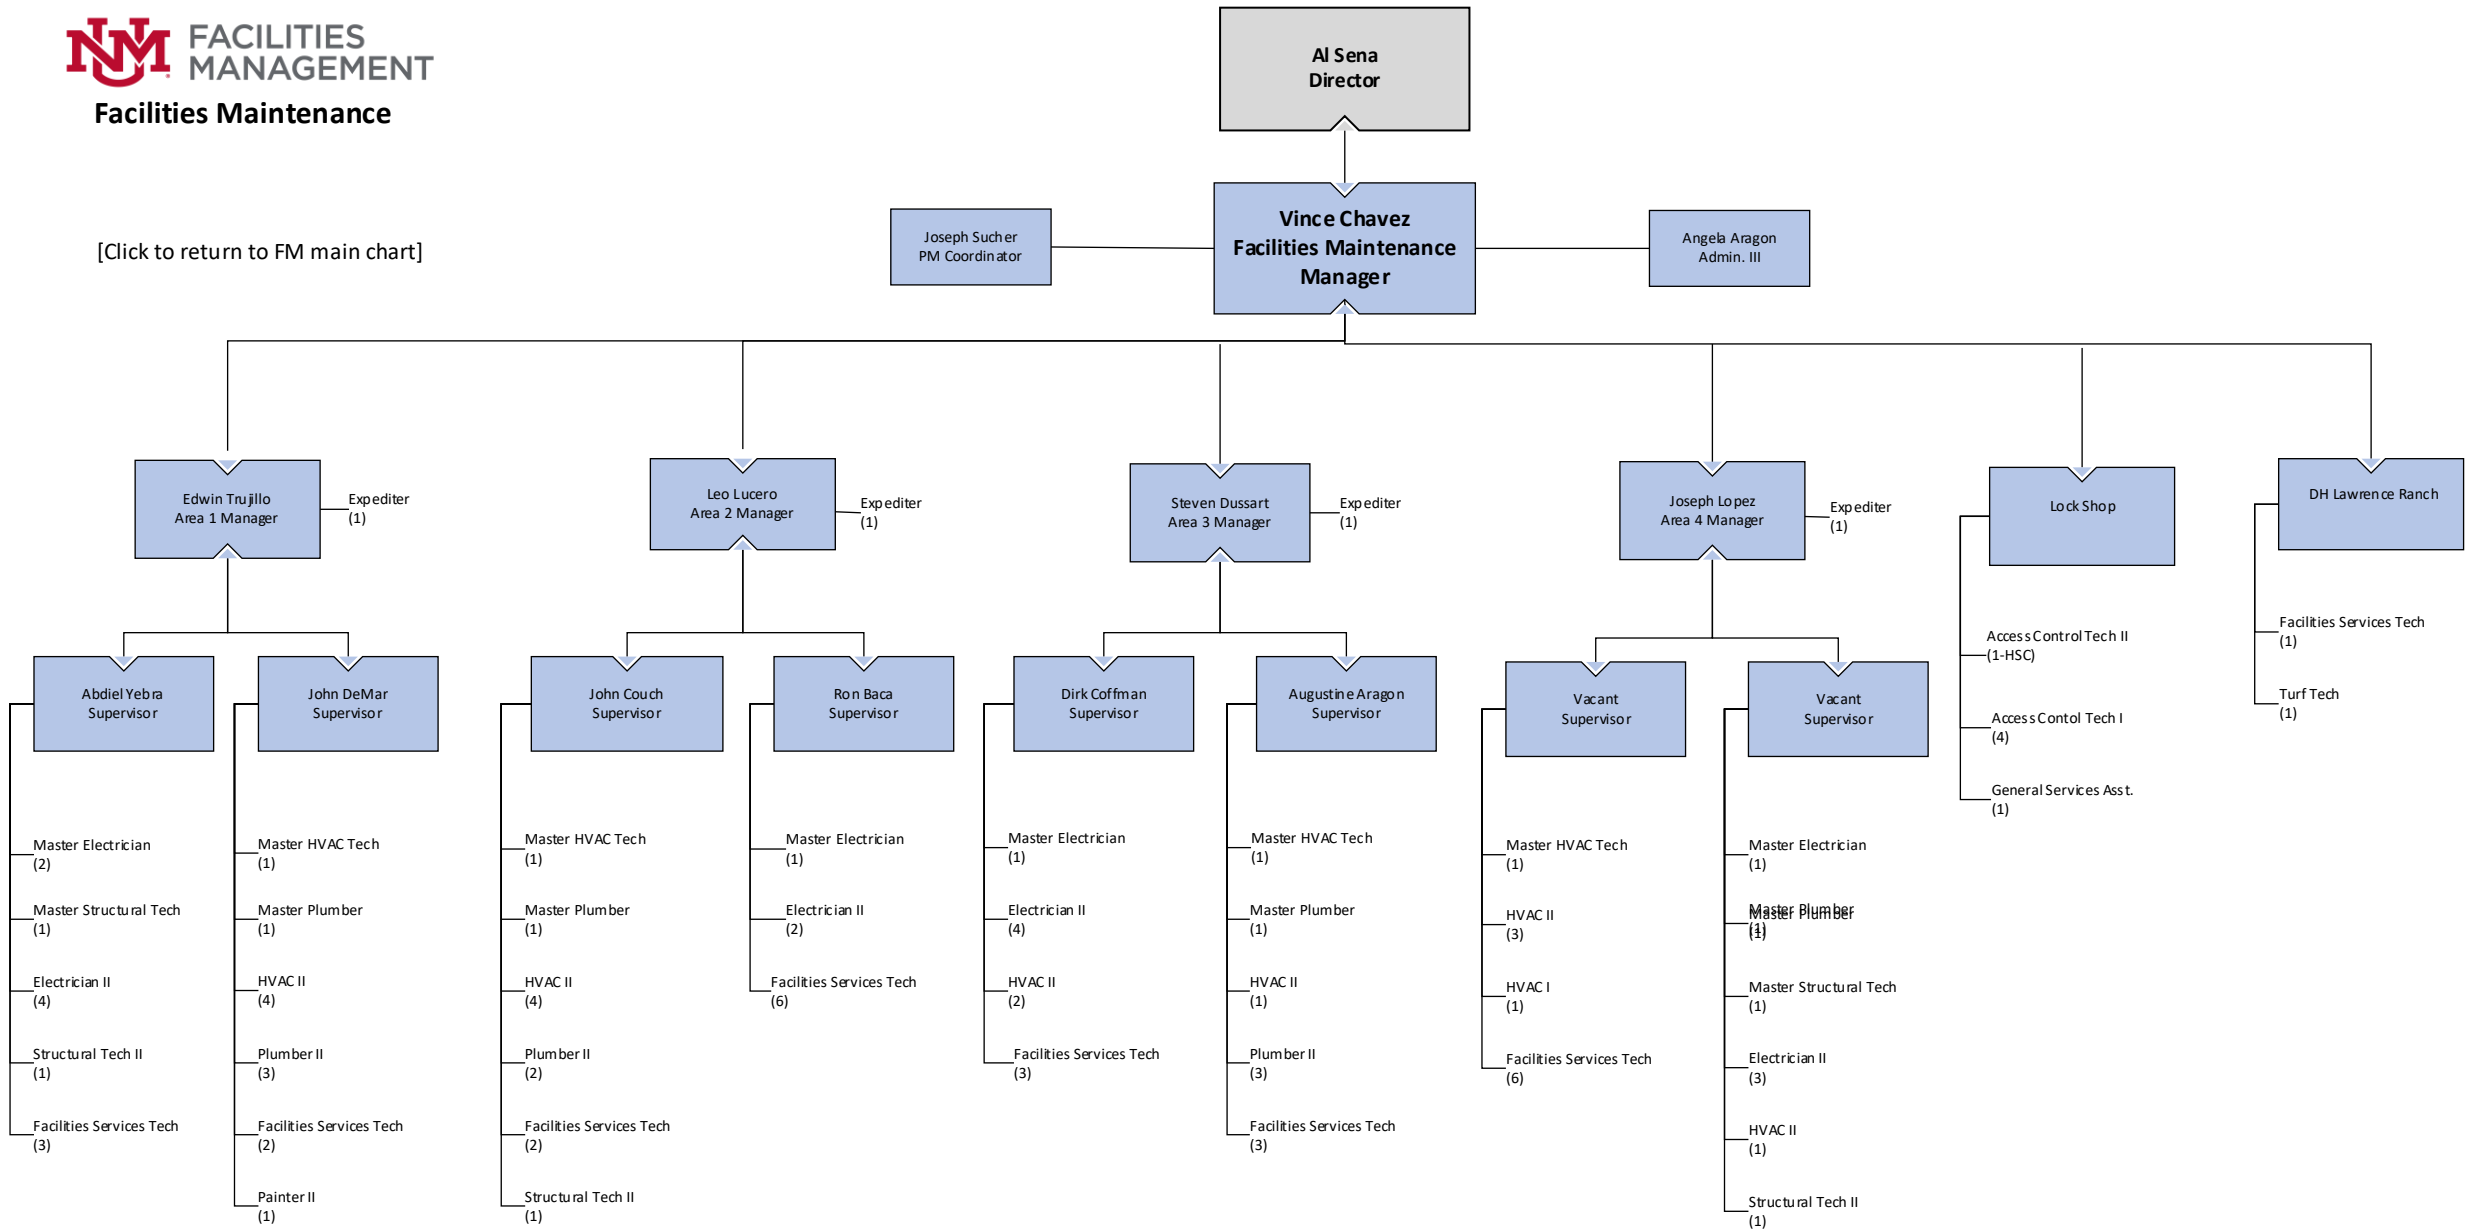 UNM FACILITIES
MANAGEMENT
Facilities Maintenance
[Click to return to FM main chart]
Al Sena
Director
Vince Chavez
Facilities Maintenance
Manager
Joseph Sucher
PM Coordinator
Angela Aragon
Admin. III
Edwin Trujillo
Area 1 Manager
Expediter
(1)
Leo Lucero
Area 2 Manager
Expediter
(1)
Steven Dussart
Area 3 Manager
Expediter
(1)
Joseph Lopez
Area 4 Manager
Expediter
(1)
Lock Shop
DH Lawrence Ranch
Abdiel Yebra
Supervisor
Master Electrician
(2)
Master Structural Tech
(1)
Electrician II
(4)
Structural Tech II
(1)
Facilities Services Tech
(3)
John DeMar
Supervisor
Master HVAC Tech
(1)
Master Plumber
(1)
HVAC II
(4)
Plumber II
(3)
Facilities Services Tech
(2)
Painter II
(1)
John Couch
Supervisor
Master HVAC Tech
(1)
Master Plumber
(1)
HVAC II
(4)
Plumber II
(2)
Facilities Services Tech
(2)
Structural Tech II
(1)
Ron Baca
Supervisor
Master Electrician
(1)
Electrician II
(2)
Facilities Services Tech
(6)
Dirk Coffman
Supervisor
Master Electrician
(1)
Electrician II
(4)
HVAC II
(2)
Facilities Services Tech
(3)
Augustine Aragon
Supervisor
Master HVAC Tech
(1)
Master Plumber
(1)
HVAC II
(1)
Plumber II
(3)
Facilities Services Tech
(3)
Vacant
Supervisor
Master HVAC Tech
(1)
HVAC II
(3)
HVAC I
(1)
Facilities Services Tech
(6)
Vacant
Supervisor
Master Electrician
(1)
Master Plumber
(1)
Master Plumber
(1)
Master Structural Tech
(1)
Electrician II
(3)
HVAC II
(1)
Structural Tech II
(1)
Access Control Tech II
(1-HSC)
Access Contol Tech I
(4)
General Services Asst.
(1)
Facilities Services Tech
(1)
Turf Tech
(1)